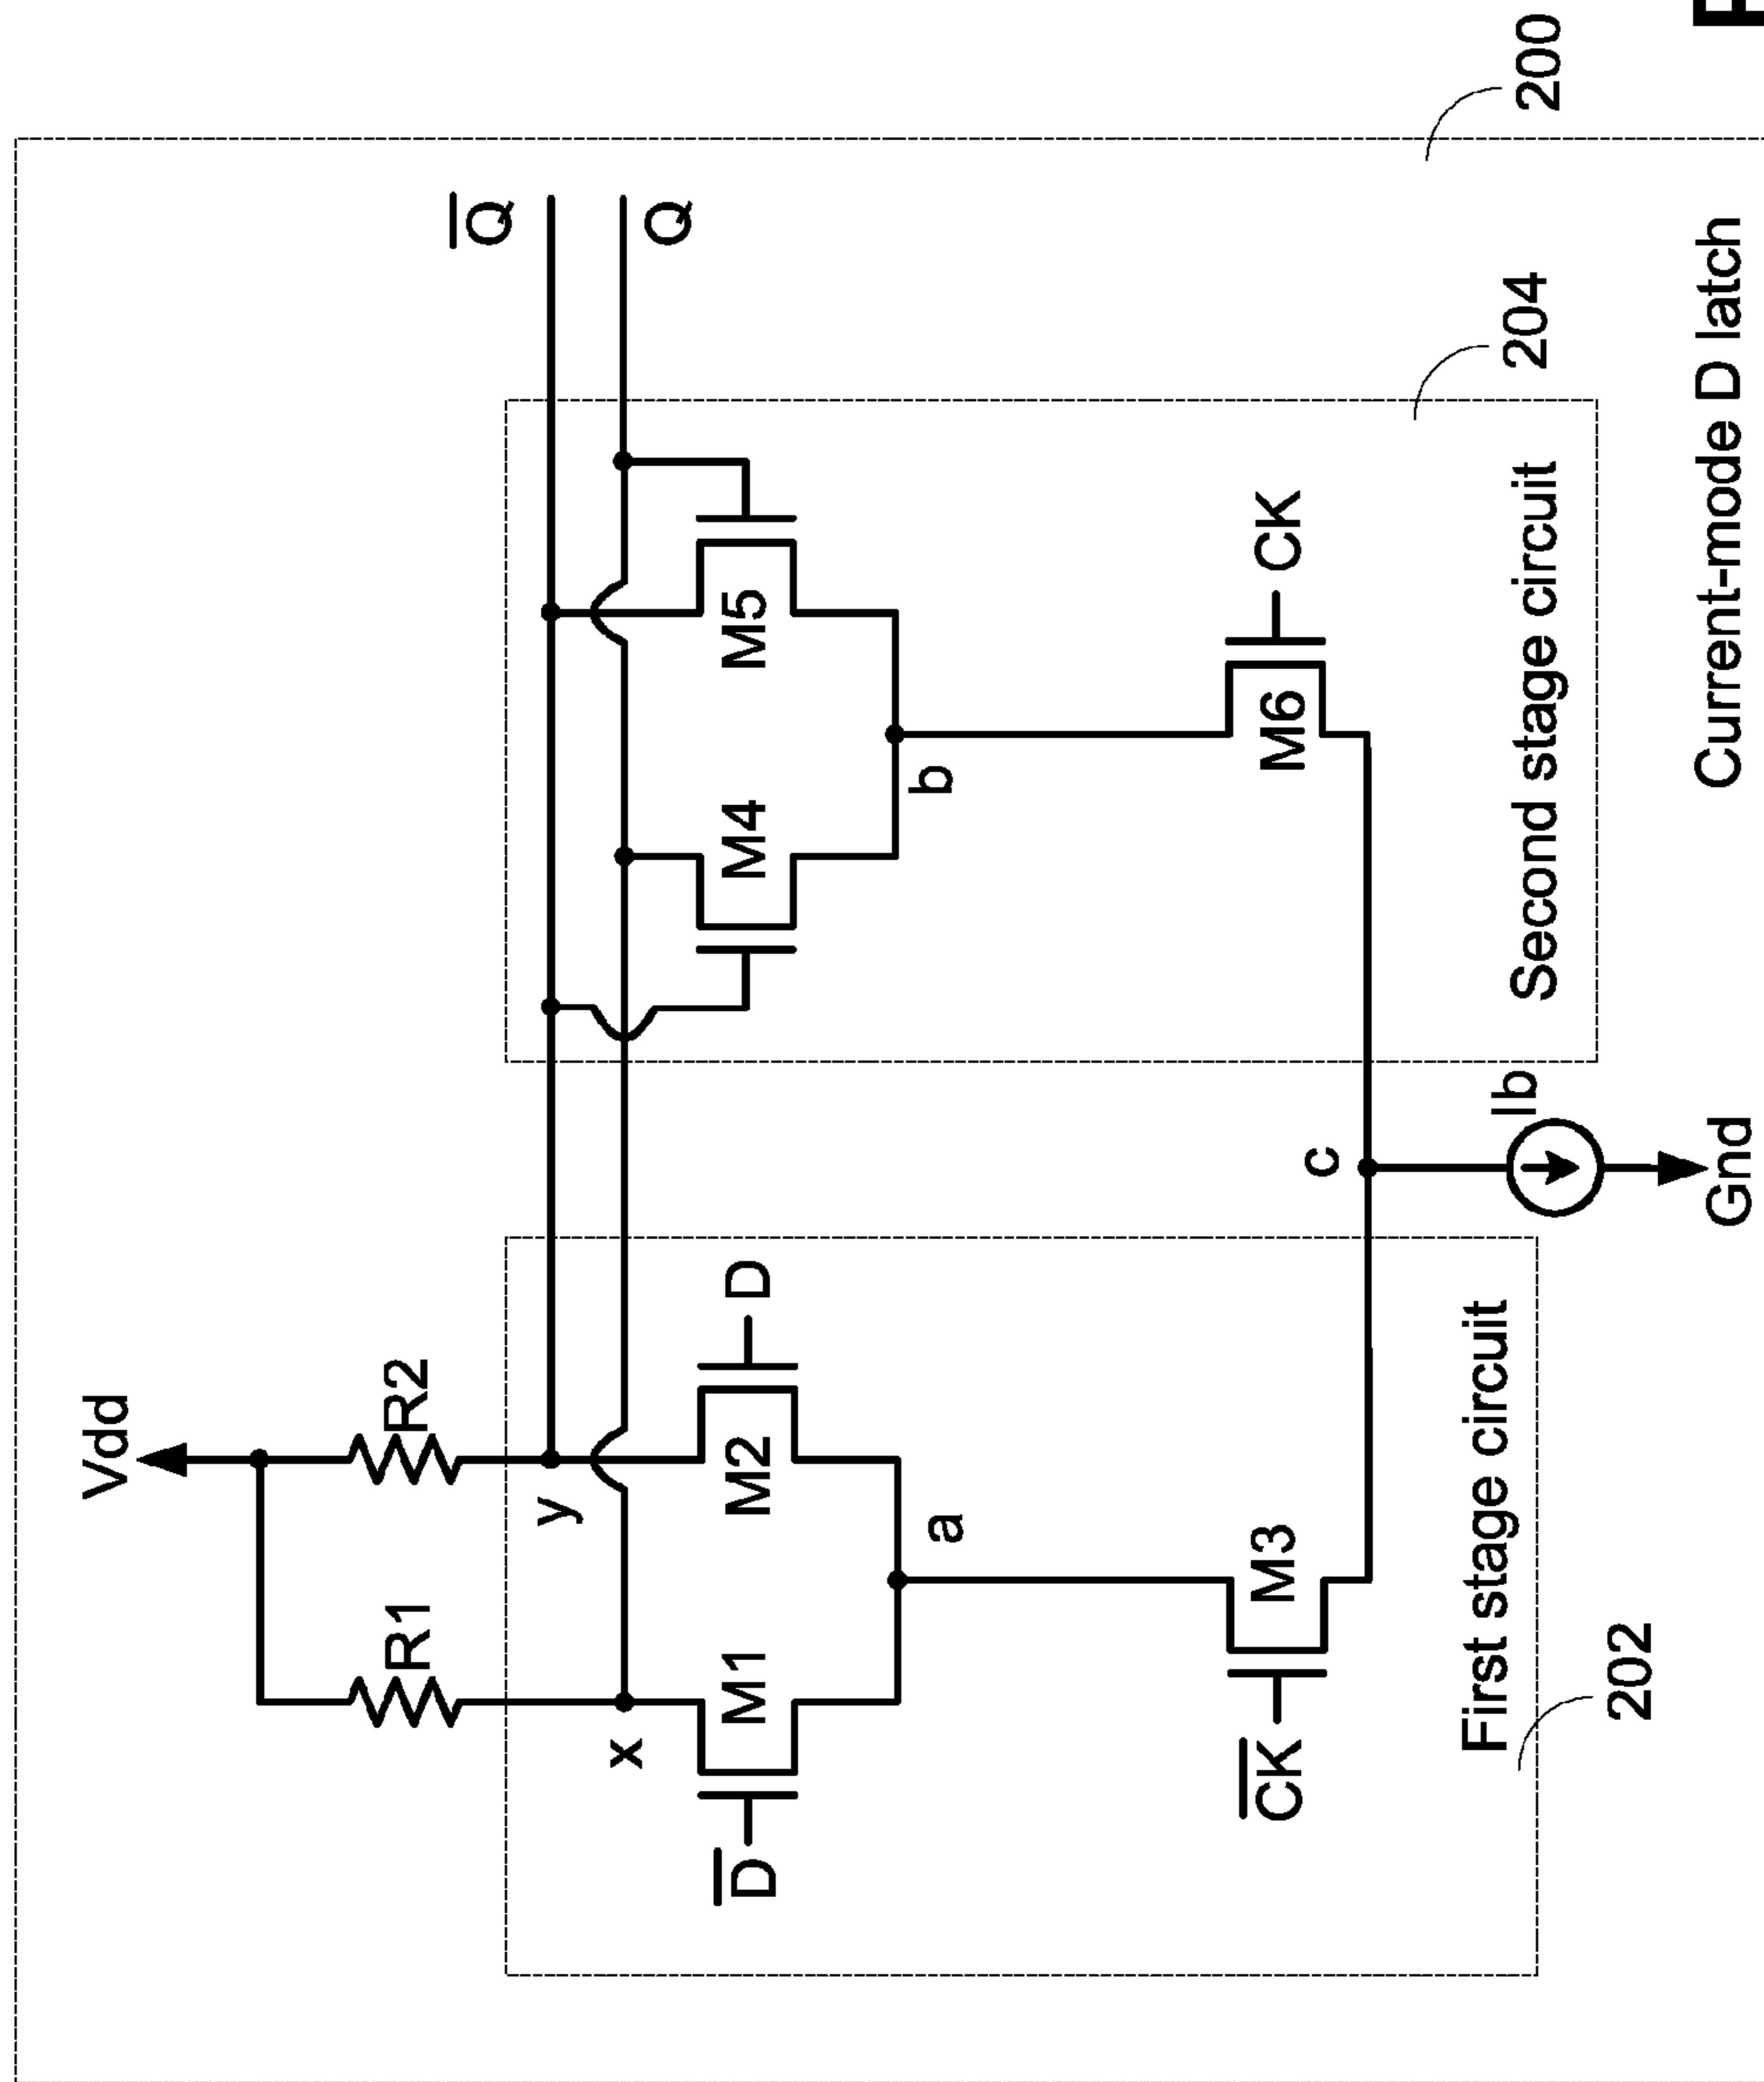 Vdd
R1
R2
x
y
Q̅
Q
D̅
M1
M2
D
M4
M5
a
b
C̅K̅
M3
M6
CK
c
Ib
Gnd
First stage circuit
Second stage circuit
202
204
200
Current-mode D latch